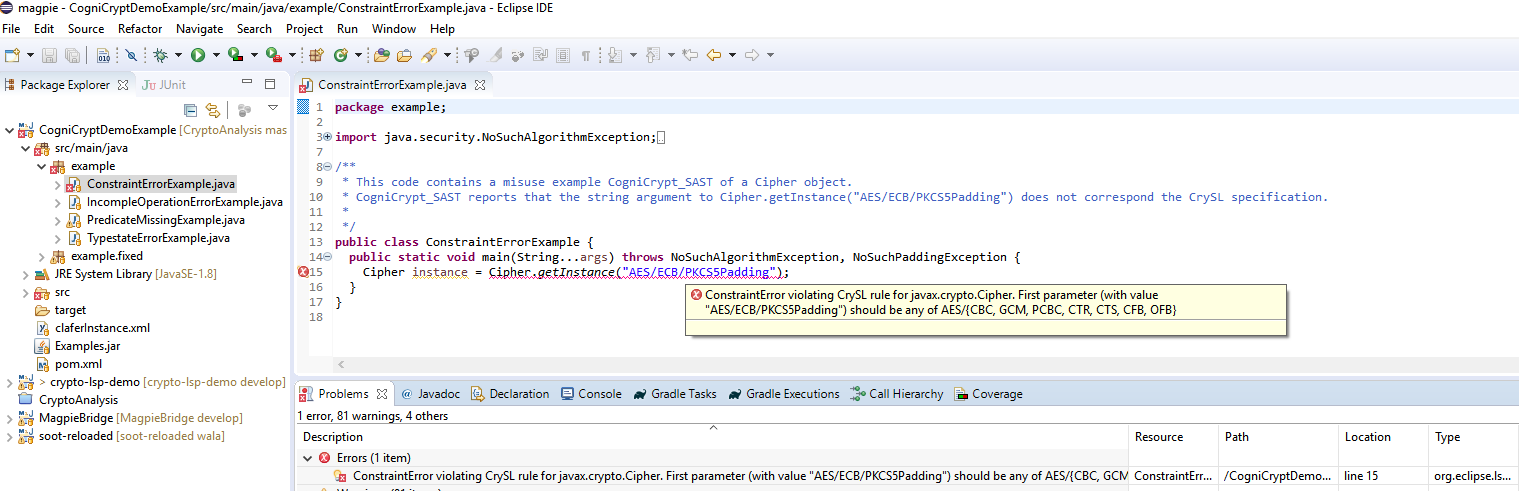 magpie - CogniCryptDemoExample/src/main/java/example/ConstraintErrorExample.java - Eclipse IDE
File Edit Source Refactor Navigate Search Project Run Window Help
Package Explorer JUnit
CogniCryptDemoExample [CryptoAnalysis mas
src/main/java
example
ConstraintErrorExample.java
IncompleOperationErrorExample.java
PredicateMissingExample.java
TypestateErrorExample.java
example.fixed
JRE System Library [JavaSE-1.8]
src
target
claferInstance.xml
Examples.jar
pom.xml
> crypto-lsp-demo [crypto-lsp-demo develop]
CryptoAnalysis
MagpieBridge [MagpieBridge develop]
soot-reloaded [soot-reloaded wala]
ConstraintErrorExample.java
1 package example;
2
3 import java.security.NoSuchAlgorithmException;
7
8 /**
9 * This code contains a misuse example CogniCrypt_SAST of a Cipher object.
10 * CogniCrypt_SAST reports that the string argument to Cipher.getInstance("AES/ECB/PKCS5Padding") does not correspond the CrySL specification.
11 *
12 */
13 public class ConstraintErrorExample {
14 public static void main(String...args) throws NoSuchAlgorithmException, NoSuchPaddingException {
15 Cipher instance = Cipher.getInstance("AES/ECB/PKCS5Padding");
16 }
17 }
18
ConstraintError violating CrySL rule for javax.crypto.Cipher. First parameter (with value
"AES/ECB/PKCS5Padding") should be any of AES/{CBC, GCM, PCBC, CTR, CTS, CFB, OFB}
Problems @ Javadoc Declaration Console Gradle Tasks Gradle Executions Call Hierarchy Coverage
1 error, 81 warnings, 4 others
Description Resource Path Location Type
Errors (1 item)
ConstraintError violating CrySL rule for javax.crypto.Cipher. First parameter (with value "AES/ECB/PKCS5Padding") should be any of AES/{CBC, GCM ConstraintErr... /CogniCryptDemo... line 15 org.eclipse.ls...